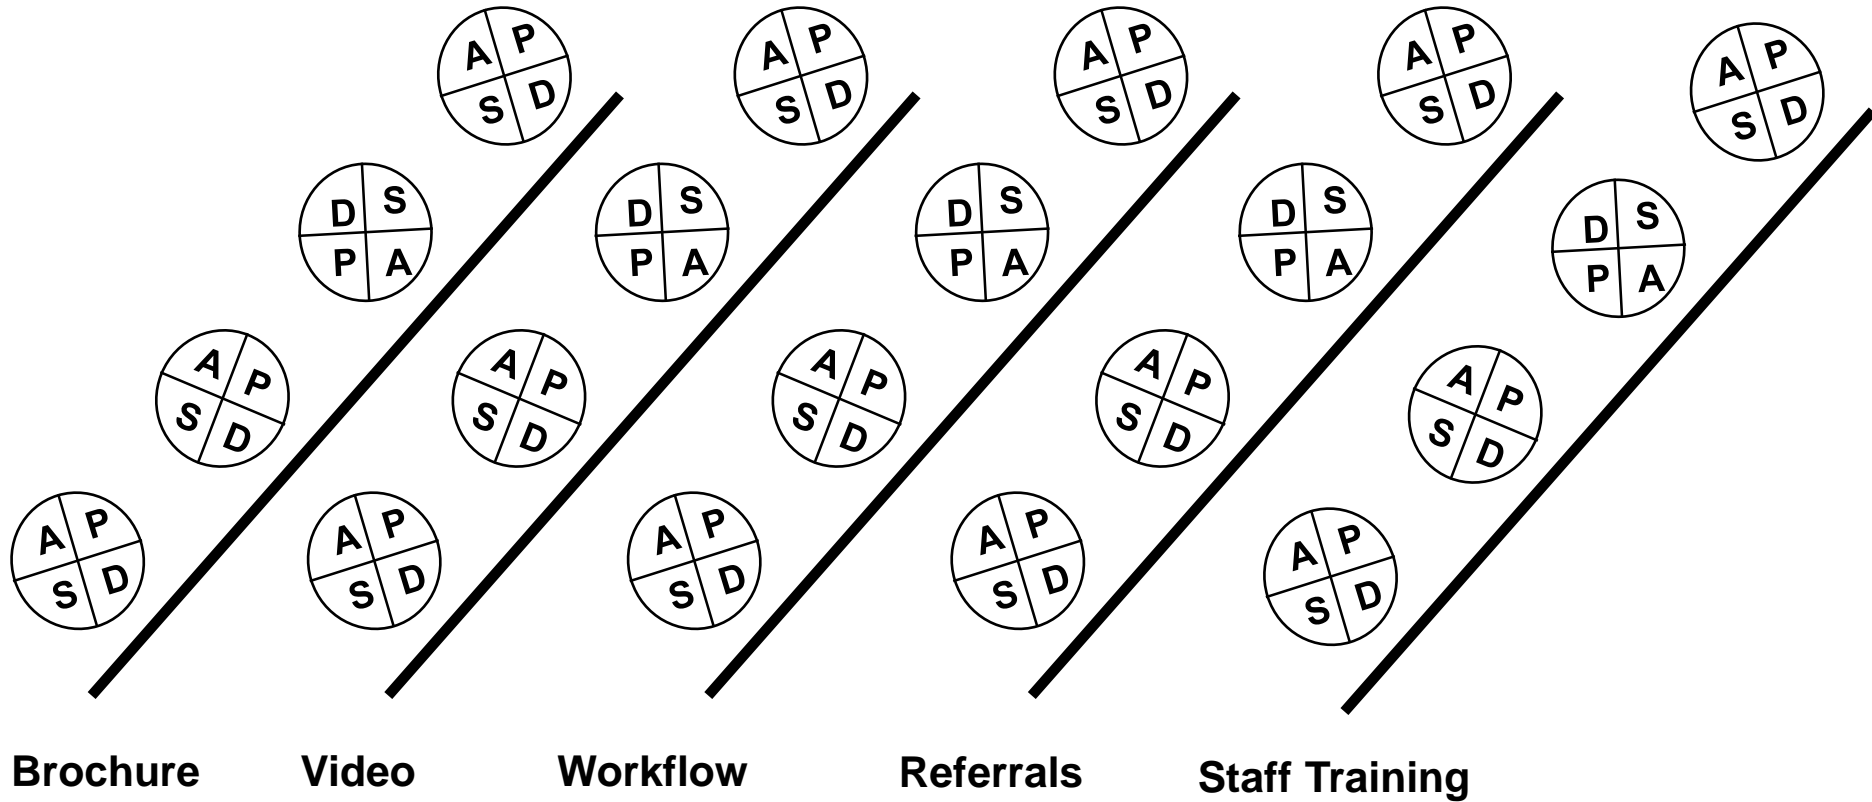 A P A P A P A P A P
S D S D S D S D S D
D S D S D S D S D S
P A P A P A P A P A
A P A P A P A P A P
S D S D S D S D S D
A P A P A P A P A P
S D S D S D S D S D
Brochure Video Workflow Referrals Staff Training